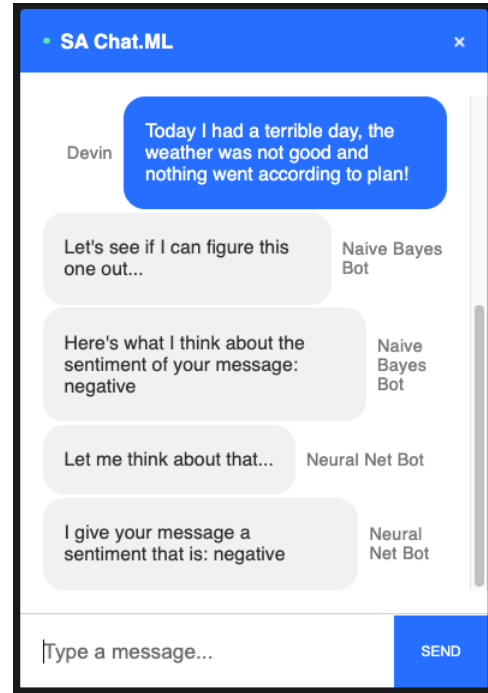 SA Chat.ML
×
Devin
Today I had a terrible day, the
weather was not good and
nothing went according to plan!
Let's see if I can figure this
one out...
Naive Bayes
Bot
Here's what I think about the
sentiment of your message:
negative
Naive
Bayes
Bot
Let me think about that...
Neural Net Bot
I give your message a
sentiment that is: negative
Neural
Net Bot
Type a message...
SEND